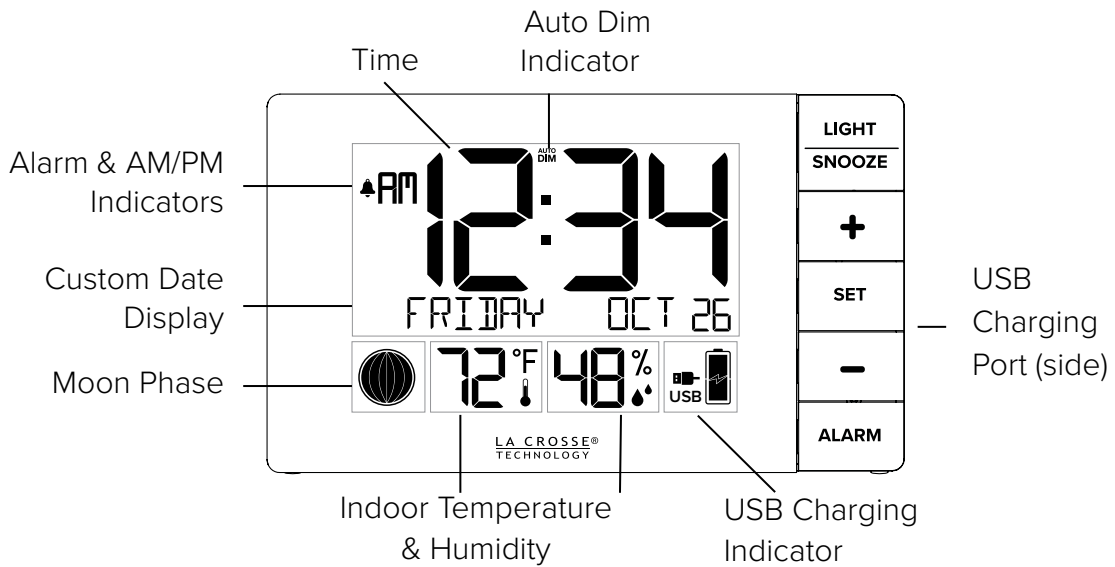 Auto Dim
Indicator
Time
Alarm & AM/PM
Indicators
Custom Date
Display
Moon Phase
AM 12:34
AUTO
DIM
FRIDAY OCT 26
72 °F
48 %
USB
LA CROSSE®
TECHNOLOGY
LIGHT
SNOOZE
+
SET
−
ALARM
USB
Charging
Port (side)
Indoor Temperature
& Humidity
USB Charging
Indicator